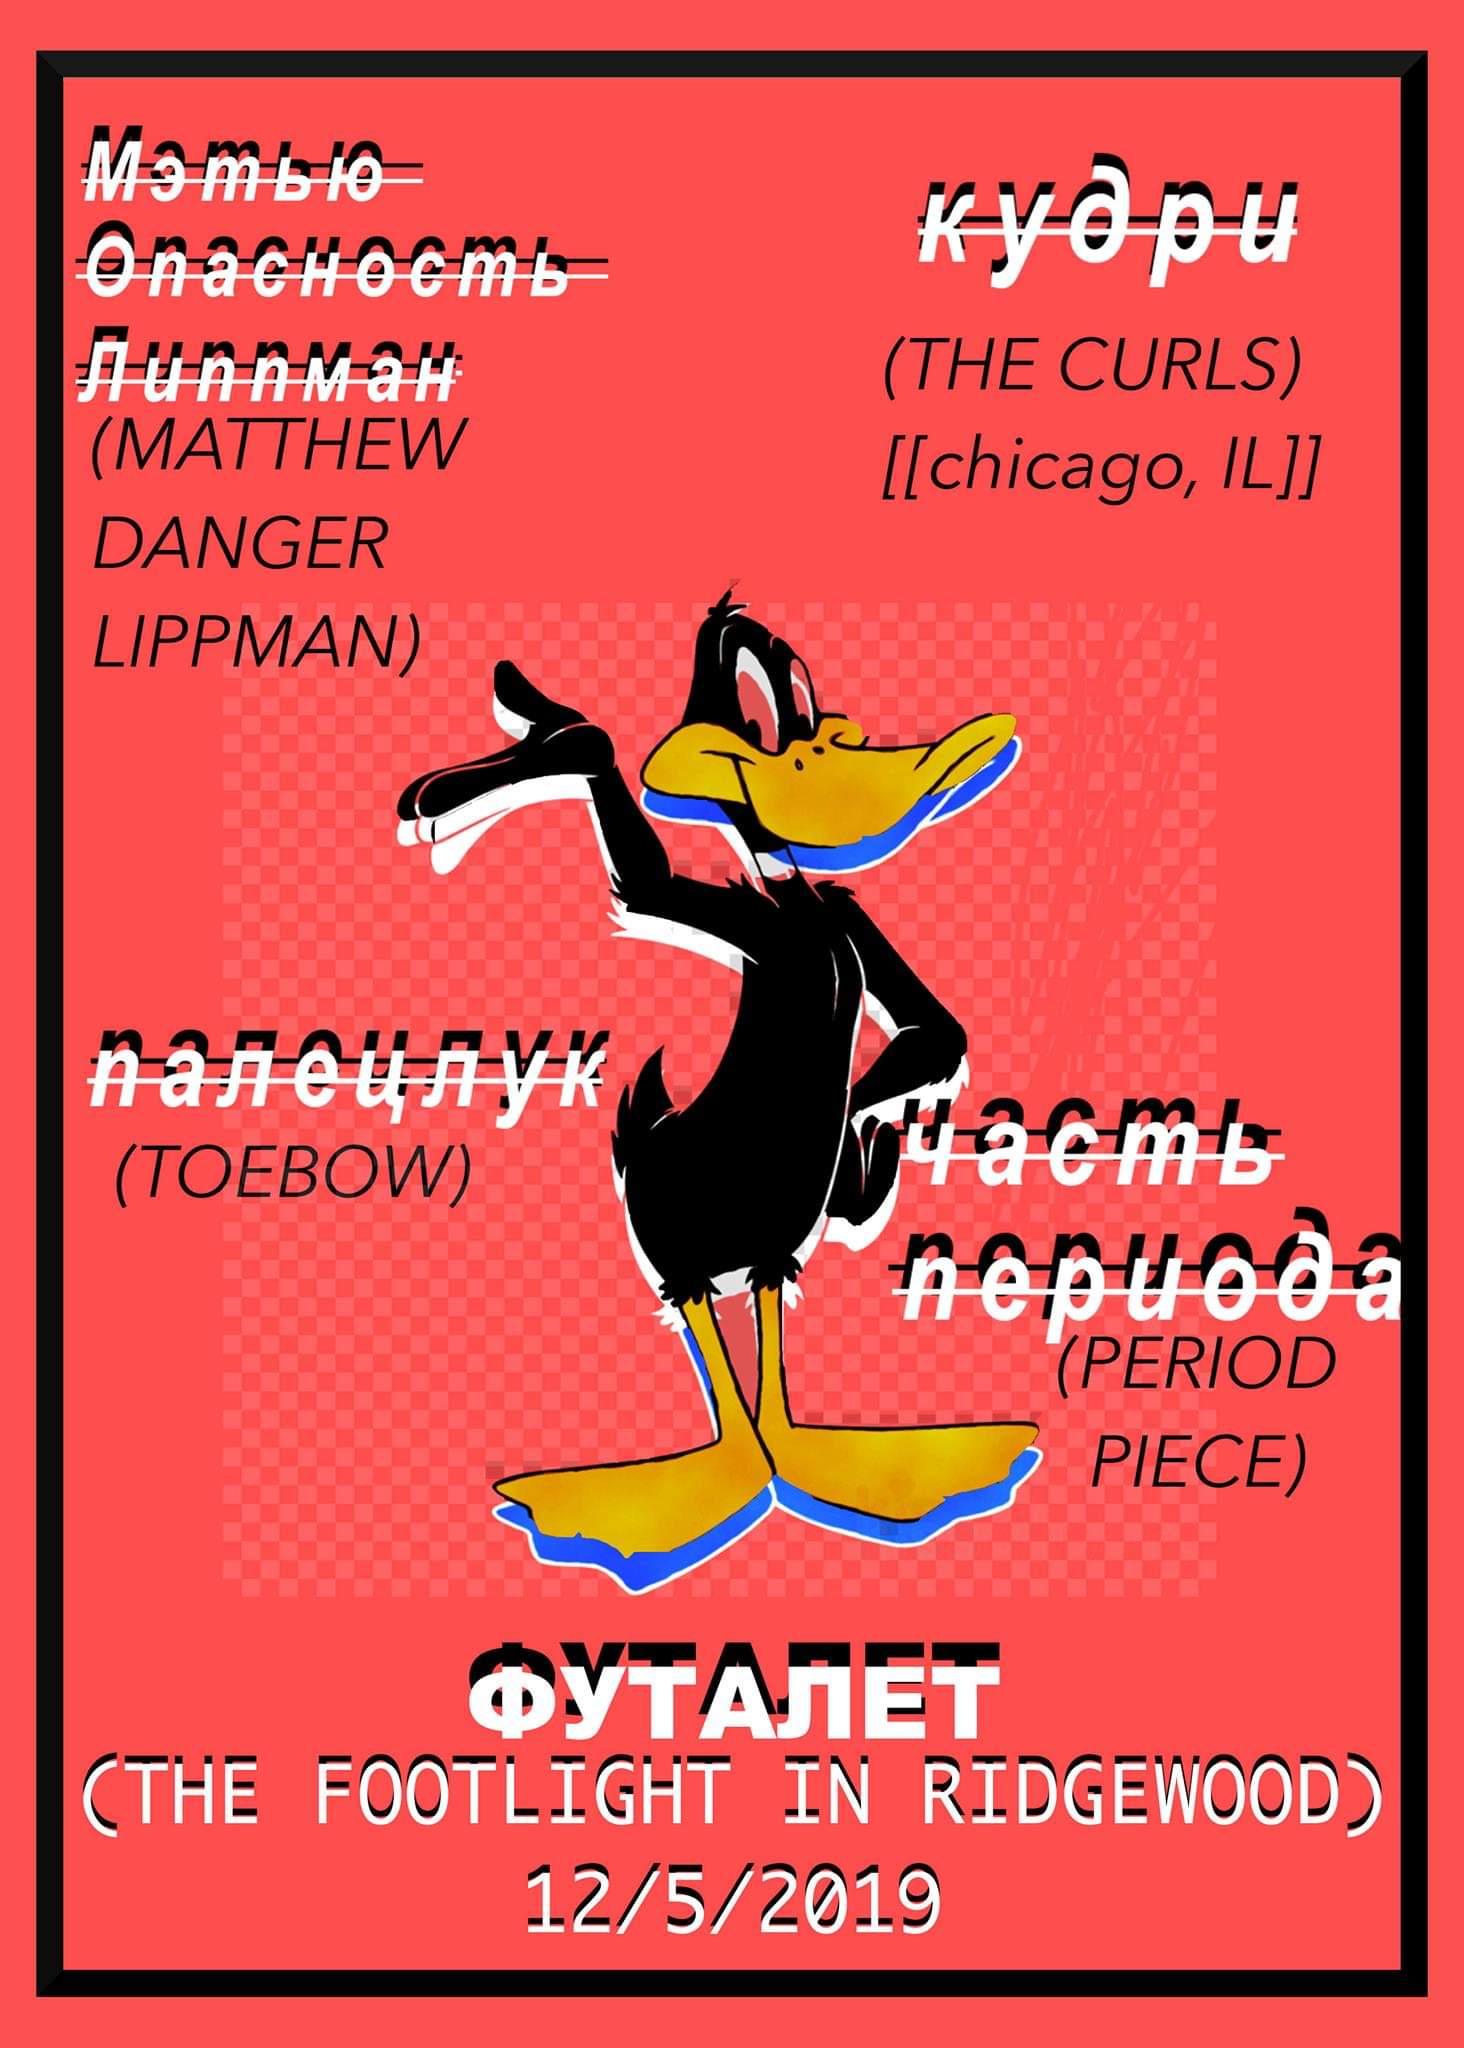 Мэтью
Опасность
Липпман
(MATTHEW
DANGER
LIPPMAN)
кудри
(THE CURLS)
[[chicago, IL]]
палецлук
(TOEBOW)
часть
периода
(PERIOD
PIECE)
ФУТАЛЕТ
(THE FOOTLIGHT IN RIDGEWOOD)
12/5/2019